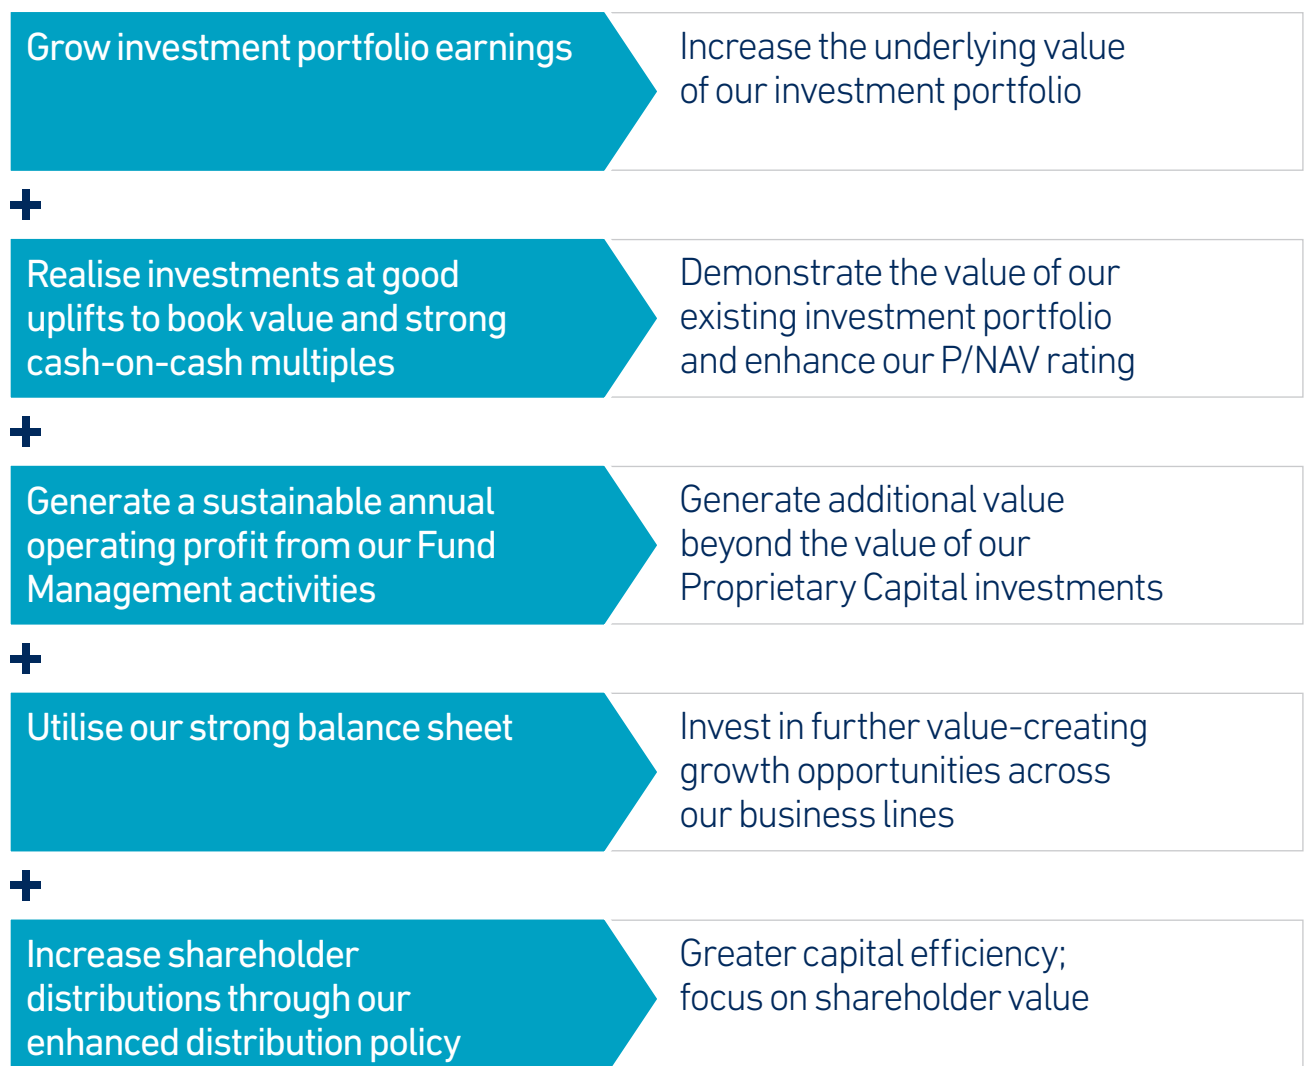 Grow investment portfolio earnings
Increase the underlying value
of our investment portfolio
+
Realise investments at good
uplifts to book value and strong
cash-on-cash multiples
Demonstrate the value of our
existing investment portfolio
and enhance our P/NAV rating
+
Generate a sustainable annual
operating profit from our Fund
Management activities
Generate additional value
beyond the value of our
Proprietary Capital investments
+
Utilise our strong balance sheet
Invest in further value-creating
growth opportunities across
our business lines
+
Increase shareholder
distributions through our
enhanced distribution policy
Greater capital efficiency;
focus on shareholder value